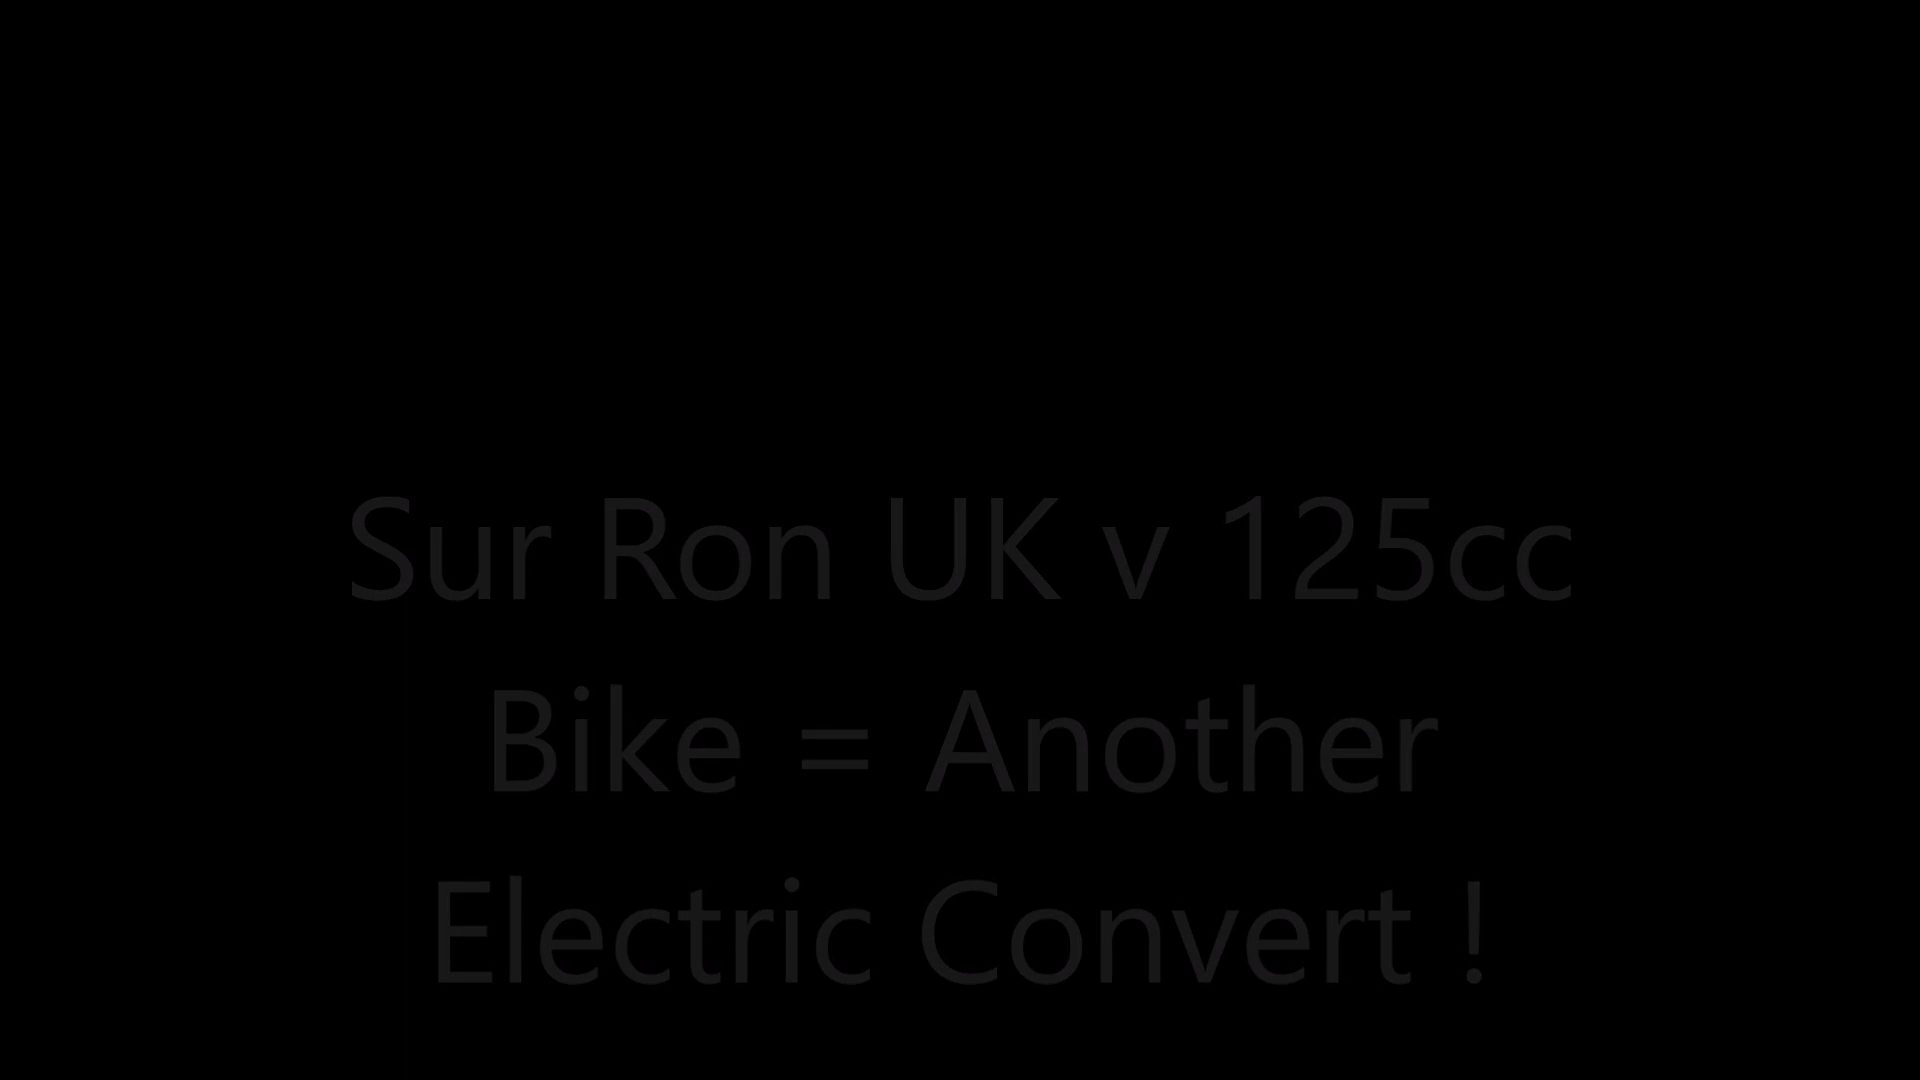 Sur Ron UK v 125cc
Bike = Another
Electric Convert !